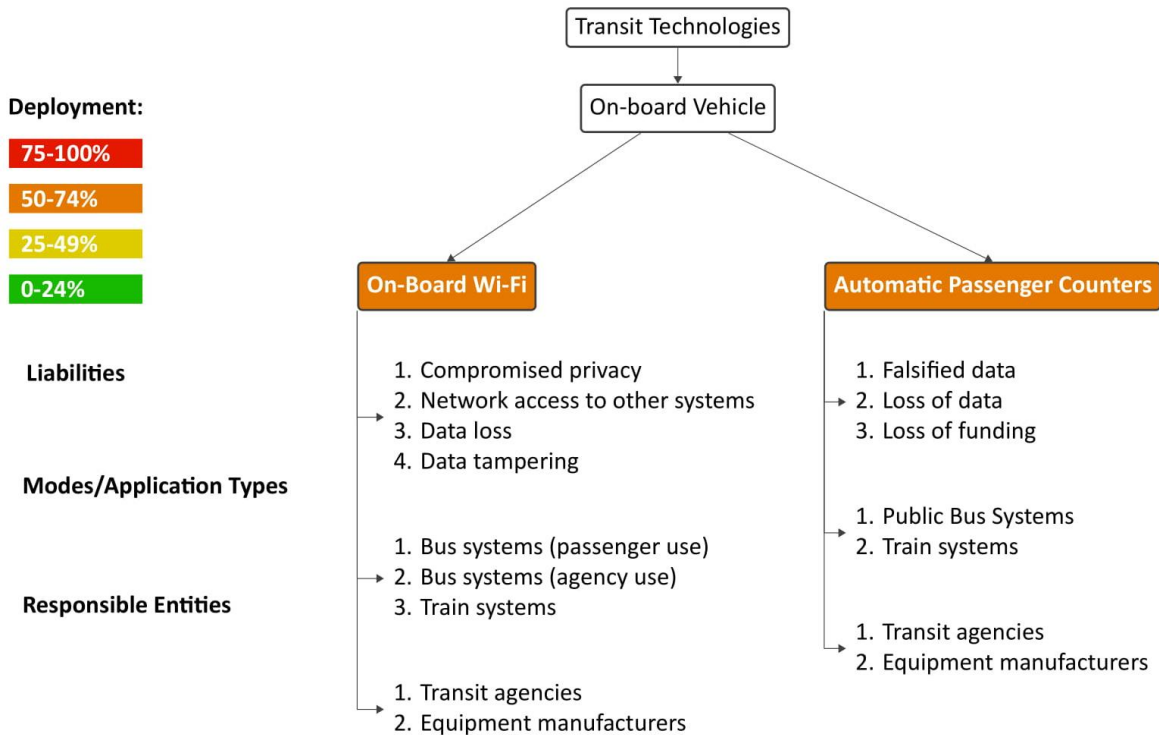 Transit Technologies
On-board Vehicle
Deployment:
75-100%
50-74%
25-49%
0-24%
On-Board Wi-Fi
Automatic Passenger Counters
Liabilities
1. Compromised privacy
2. Network access to other systems
3. Data loss
4. Data tampering
1. Falsified data
2. Loss of data
3. Loss of funding
Modes/Application Types
1. Bus systems (passenger use)
2. Bus systems (agency use)
3. Train systems
1. Public Bus Systems
2. Train systems
Responsible Entities
1. Transit agencies
2. Equipment manufacturers
1. Transit agencies
2. Equipment manufacturers